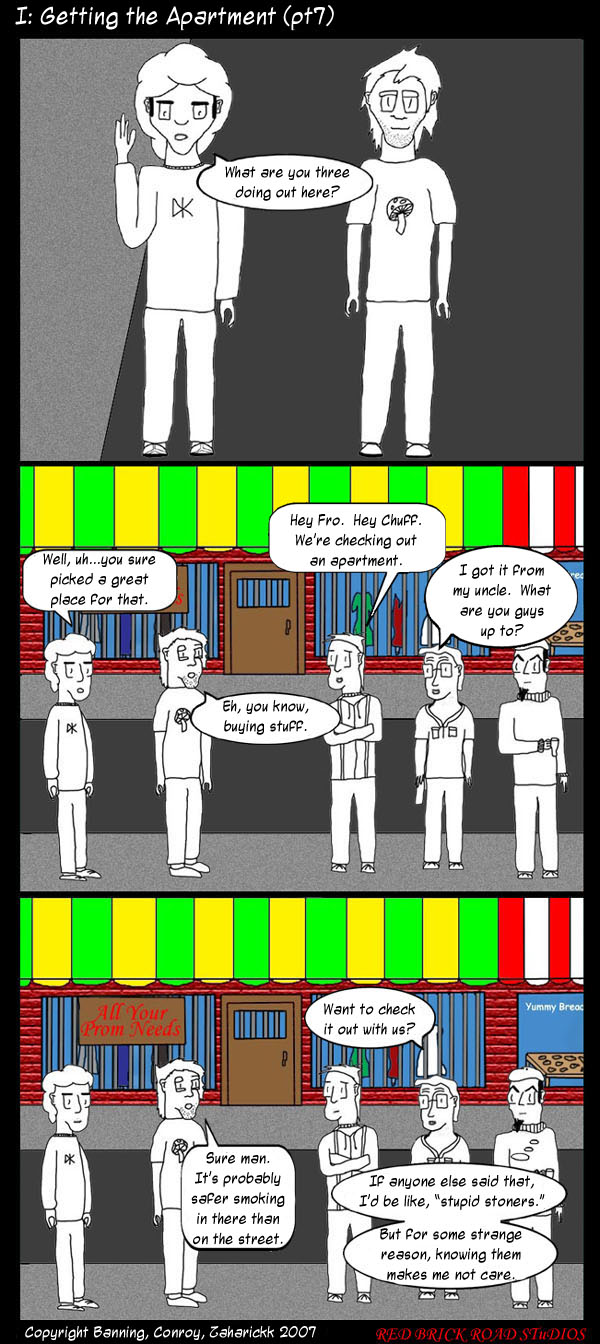 I: Getting the Apartment (pt7)
What are you three
doing out here?
Hey Fro. Hey Chuff.
We're checking out
an apartment.
Well, uh...you sure
picked a great
place for that.
I got it from
my uncle. What
are you guys
up to?
Eh, you know,
buying stuff.
All Your
Prom Needs
Want to check
it out with us?
Yummy Bread
Sure man.
It's probably
safer smoking
in there than
on the street.
If anyone else said that,
I'd be like, "stupid stoners."
But for some strange
reason, knowing them
makes me not care.
Copyright Banning, Conroy, Zaharickk 2007
RED BRICK ROAD STUDIOS